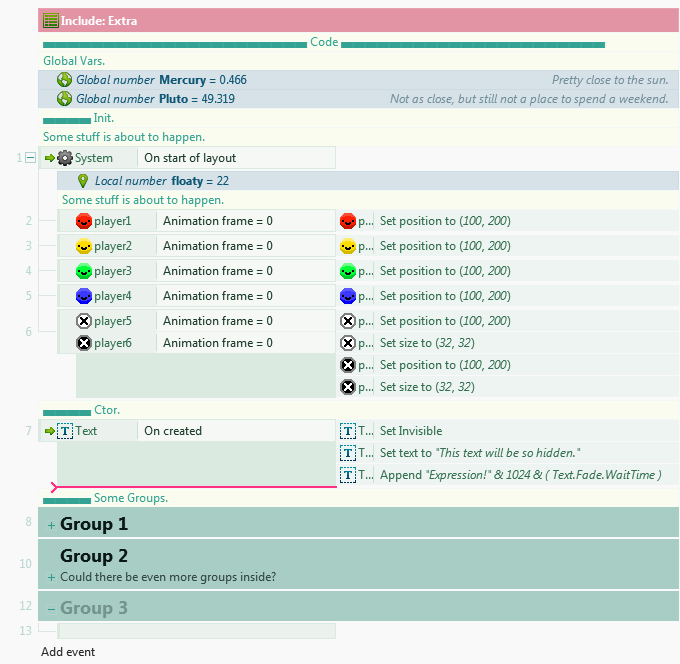 Include: Extra
Code
Global Vars.
Global number Mercury = 0.466 Pretty close to the sun.
Global number Pluto = 49.319 Not as close, but still not a place to spend a weekend.
Init.
Some stuff is about to happen.
1 System On start of layout
Local number floaty = 22
Some stuff is about to happen.
2 player1 Animation frame = 0 p... Set position to (100, 200)
3 player2 Animation frame = 0 p... Set position to (100, 200)
4 player3 Animation frame = 0 p... Set position to (100, 200)
5 player4 Animation frame = 0 p... Set position to (100, 200)
6 player5 Animation frame = 0 p... Set position to (100, 200)
player6 Animation frame = 0 p... Set size to (32, 32)
p... Set position to (100, 200)
p... Set size to (32, 32)
Ctor.
7 T Text On created T T... Set Invisible
T T... Set text to "This text will be so hidden."
T T... Append "Expression!" & 1024 & ( Text.Fade.WaitTime )
Some Groups.
8 + Group 1
10 Group 2
+ Could there be even more groups inside?
12 – Group 3
13
Add event